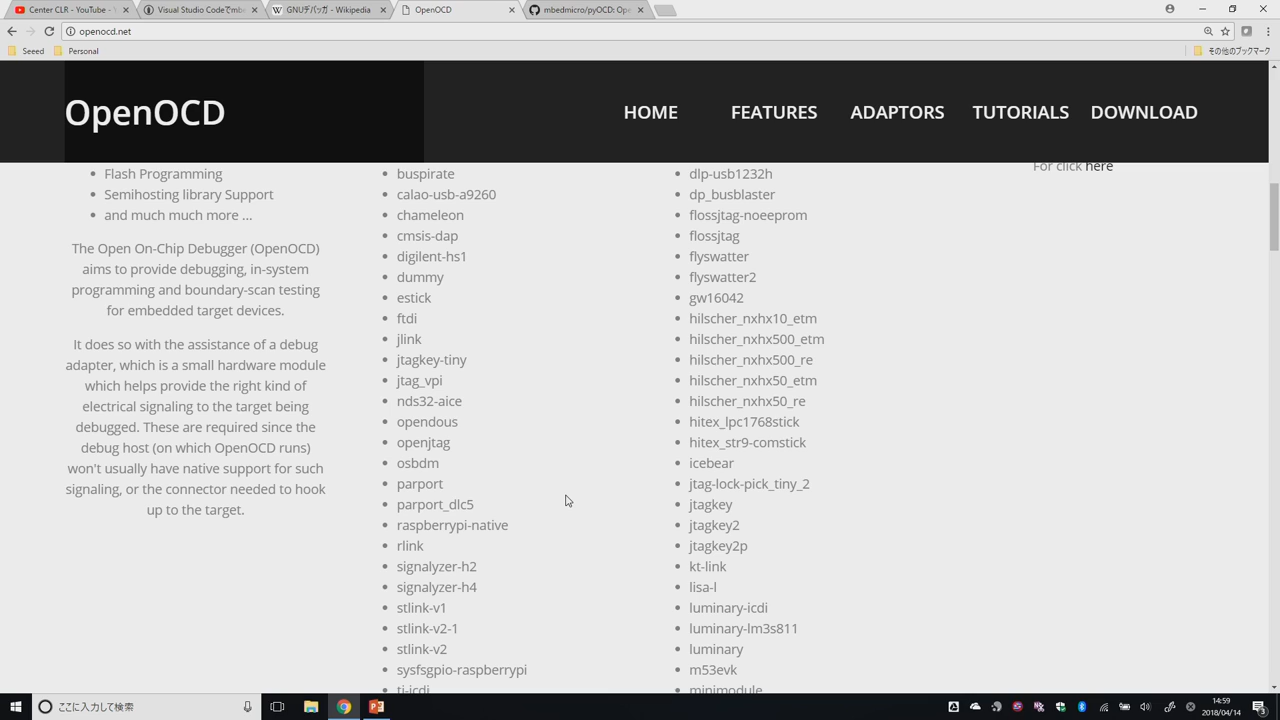 Center CLR - YouTube -
Visual Studio Codeでmb
GNUデバッガ - Wikipedia
OpenOCD
mbedmicro/pyOCD: Op
openocd.net
Seeed
Personal
その他のブックマーク
OpenOCD
HOME
FEATURES
ADAPTORS
TUTORIALS
DOWNLOAD
Flash Programming
Semihosting library Support
and much much more ...
The Open On-Chip Debugger (OpenOCD)
aims to provide debugging, in-system
programming and boundary-scan testing
for embedded target devices.
It does so with the assistance of a debug
adapter, which is a small hardware module
which helps provide the right kind of
electrical signaling to the target being
debugged. These are required since the
debug host (on which OpenOCD runs)
won't usually have native support for such
signaling, or the connector needed to hook
up to the target.
buspirate
calao-usb-a9260
chameleon
cmsis-dap
digilent-hs1
dummy
estick
ftdi
jlink
jtagkey-tiny
jtag_vpi
nds32-aice
opendous
openjtag
osbdm
parport
parport_dlc5
raspberrypi-native
rlink
signalyzer-h2
signalyzer-h4
stlink-v1
stlink-v2-1
stlink-v2
sysfsgpio-raspberrypi
ti-icdi
dlp-usb1232h
dp_busblaster
flossjtag-noeeprom
flossjtag
flyswatter
flyswatter2
gw16042
hilscher_nxhx10_etm
hilscher_nxhx500_etm
hilscher_nxhx500_re
hilscher_nxhx50_etm
hilscher_nxhx50_re
hitex_lpc1768stick
hitex_str9-comstick
icebear
jtag-lock-pick_tiny_2
jtagkey
jtagkey2
jtagkey2p
kt-link
lisa-l
luminary-icdi
luminary-lm3s811
luminary
m53evk
minimodule
For click here
ここに入力して検索
14:59
2018/04/14